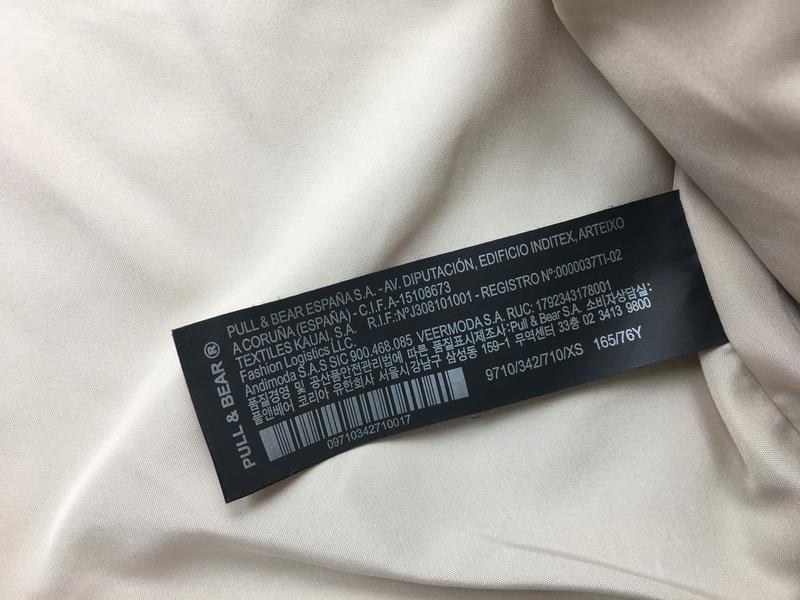 PULL & BEAR ®
PULL & BEAR ESPAÑA S.A. - AV. DIPUTACIÓN, EDIFICIO INDITEX, ARTEIXO
A CORUÑA (ESPAÑA) - C.I.F. A-15108673
TEXTILES KAUAI, S.A. R.I.F.:NºJ308101001 - REGISTRO Nº:0000037TI-02
Fashion Logistics LLC.
Andimoda S.A.S SIC 900.468.085 VEERMODA S.A. RUC: 1792343178001
품질경영 및 공산품안전관리법에 따른 품질표시제조사:Pull & Bear S.A. 소비자상담실:
풀앤베어 코리아 유한회사 서울시강남구 삼성동 159-1 무역센터 33층 02 3413 9800
9710/342/710/XS 165/76Y
09710342710017